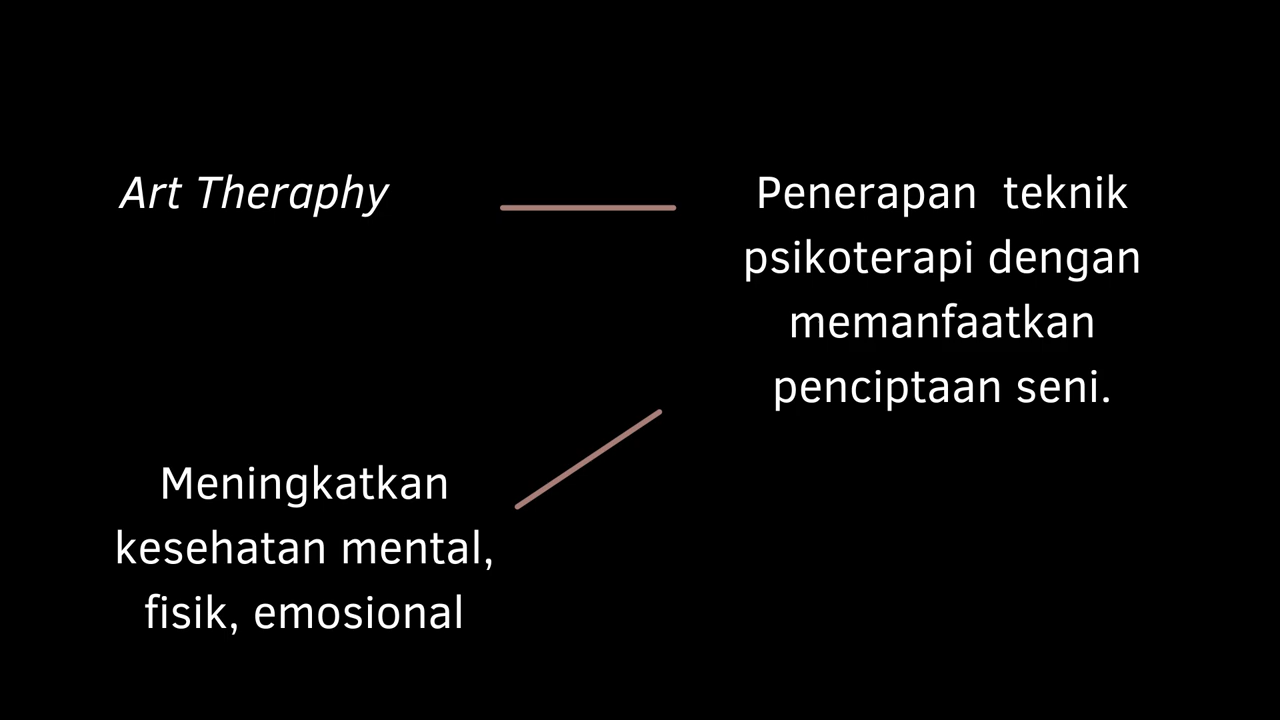 Art Theraphy
Penerapan teknik
psikoterapi dengan
memanfaatkan
penciptaan seni.
Meningkatkan
kesehatan mental,
fisik, emosional